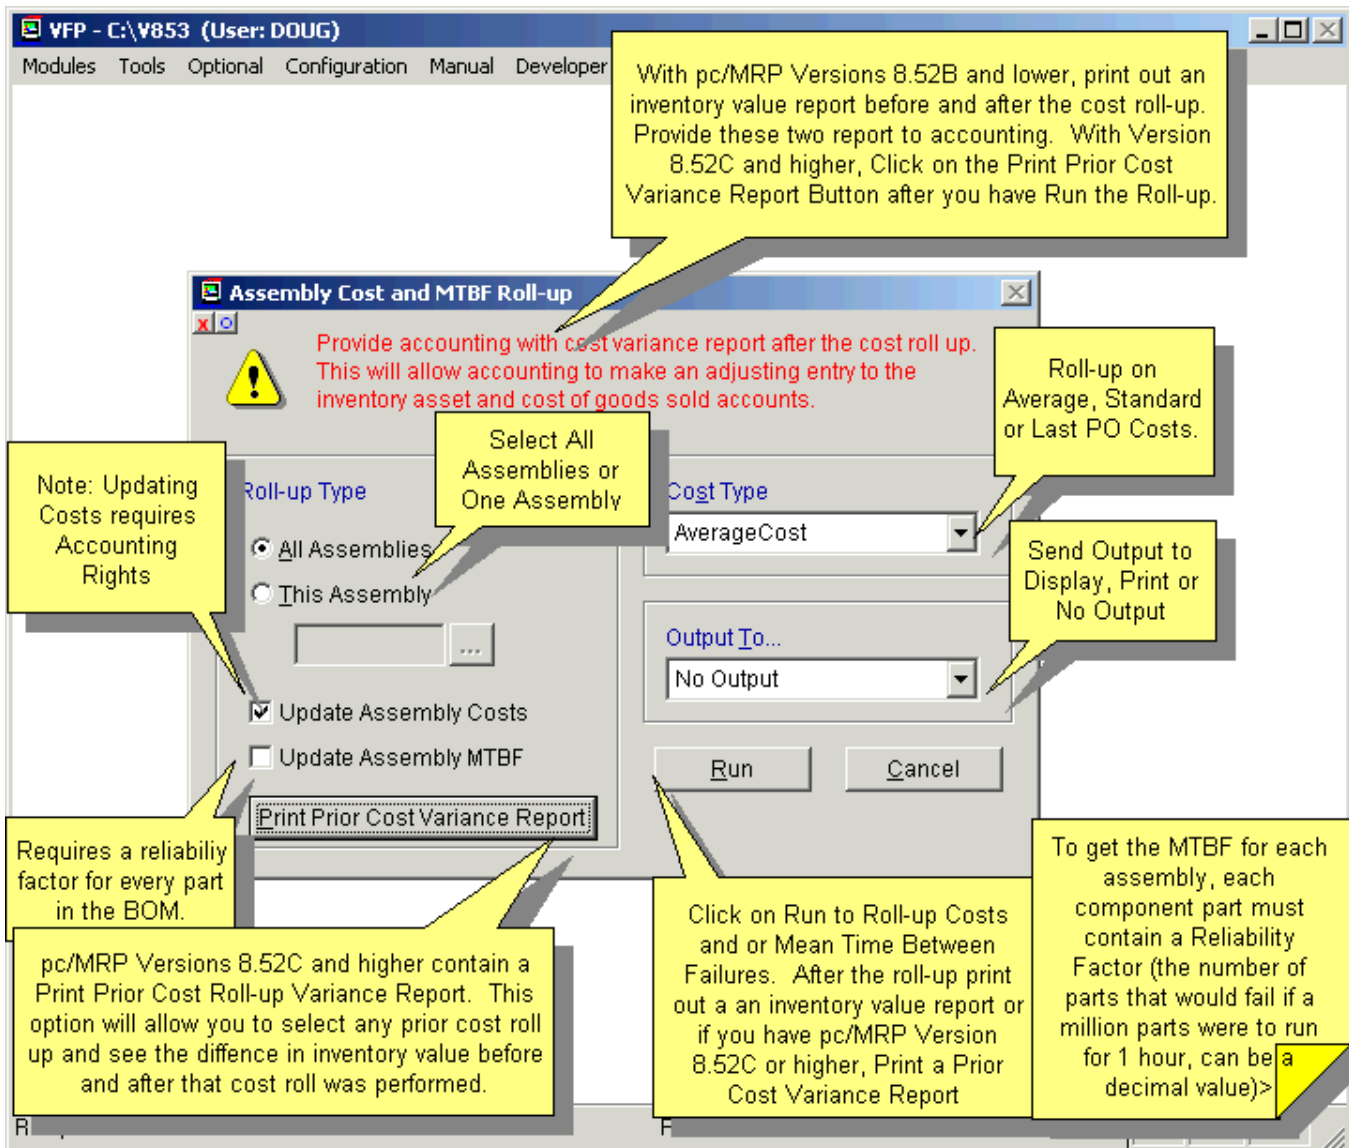 VFP - C:\V853 (User: DOUG)
Modules Tools Optional Configuration Manual Developer
With pc/MRP Versions 8.52B and lower, print out an
inventory value report before and after the cost roll-up.
Provide these two report to accounting. With Version
8.52C and higher, Click on the Print Prior Cost
Variance Report Button after you have Run the Roll-up.
Assembly Cost and MTBF Roll-up
Provide accounting with cost variance report after the cost roll up.
This will allow accounting to make an adjusting entry to the
inventory asset and cost of goods sold accounts.
Roll-up on
Average, Standard
or Last PO Costs.
Select All
Assemblies or
One Assembly
Note: Updating
Costs requires
Accounting
Rights
Roll-up Type
All Assemblies
This Assembly
...
Update Assembly Costs
Update Assembly MTBF
Print Prior Cost Variance Report
Cost Type
AverageCost
Send Output to
Display, Print or
No Output
Output To...
No Output
Run
Cancel
Requires a reliabiliy
factor for every part
in the BOM.
pc/MRP Versions 8.52C and higher contain a
Print Prior Cost Roll-up Variance Report. This
option will allow you to select any prior cost roll
up and see the diffence in inventory value before
and after that cost roll was performed.
Click on Run to Roll-up Costs
and or Mean Time Between
Failures. After the roll-up print
out a an inventory value report or
if you have pc/MRP Version
8.52C or higher, Print a Prior
Cost Variance Report
To get the MTBF for each
assembly, each
component part must
contain a Reliability
Factor (the number of
parts that would fail if a
million parts were to run
for 1 hour, can be a
decimal value)>